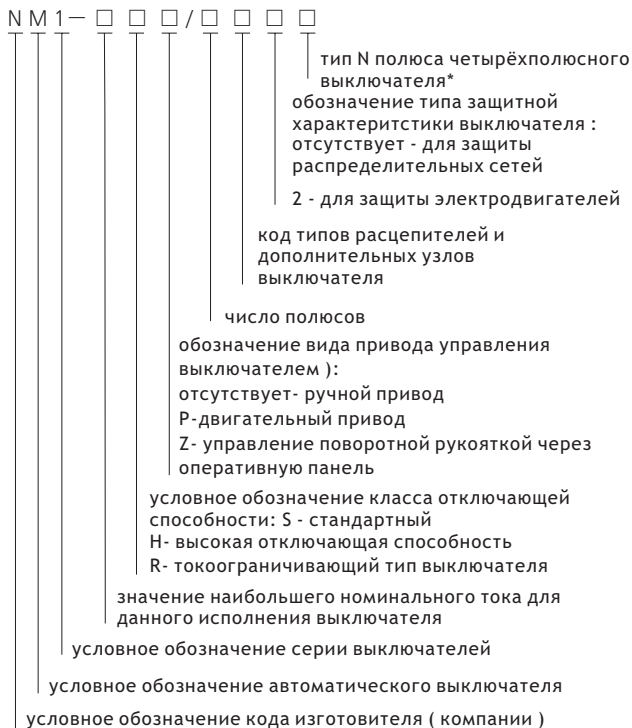 NM1-□□□/□□□□
тип N полюса четырёхполюсного
выключателя*
обозначение типа защитной
характеритстики выключателя :
отсутствует - для защиты
распределительных сетей
2 - для защиты электродвигателей
код типов расцепителей и
дополнительных узлов
выключателя
число полюсов
обозначение вида привода управления
выключателем ):
отсутствует- ручной привод
P-двигательный привод
Z- управление поворотной рукояткой через
оперативную панель
условное обозначение класса отключающей
способности: S - стандартный
H- высокая отключающая способность
R- токоограничивающий тип выключателя
значение наибольшего номинального тока для
данного исполнения выключателя
условное обозначение серии выключателей
условное обозначение автоматического выключателя
условное обозначение кода изготовителя ( компании )